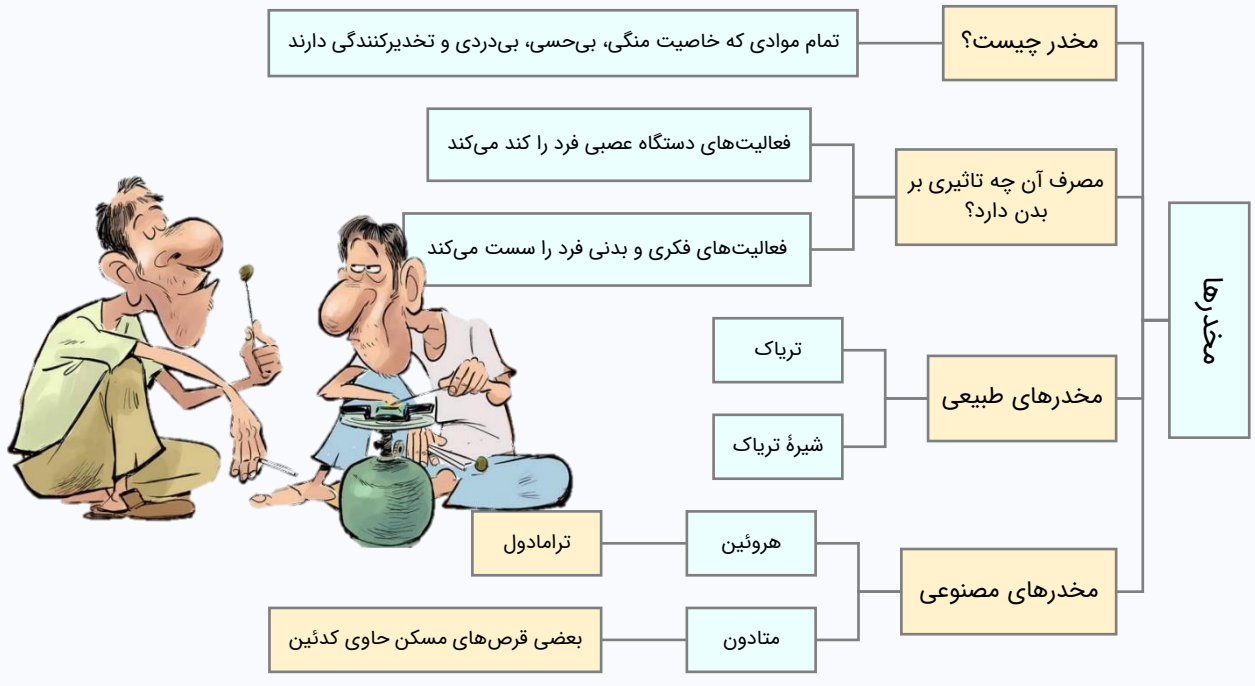 مخدرها
مخدر چیست؟
تمام موادی که خاصیت منگی، بی‌حسی، بی‌دردی و تخدیرکنندگی دارند
مصرف آن چه تاثیری بر
بدن دارد؟
فعالیت‌های دستگاه عصبی فرد را کند می‌کند
فعالیت‌های فکری و بدنی فرد را سست می‌کند
مخدرهای طبیعی
تریاک
شیرهٔ تریاک
مخدرهای مصنوعی
هروئین
ترامادول
متادون
بعضی قرص‌های مسکن حاوی کدئین